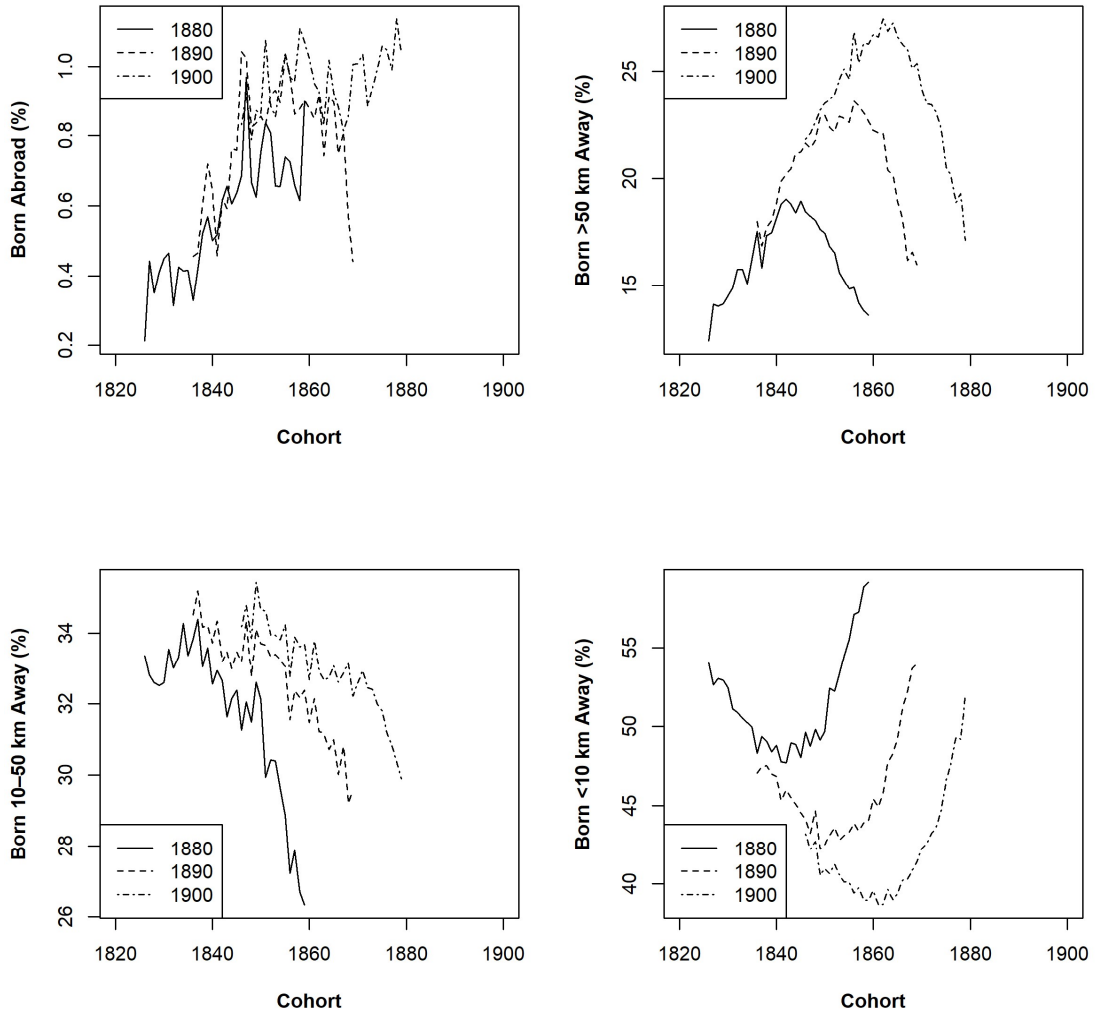 1880
1890
1900
Born Abroad (%)
0.2 0.4 0.6 0.8 1.0
1820 1840 1860 1880 1900
Cohort
1880
1890
1900
Born >50 km Away (%)
15 20 25
1820 1840 1860 1880 1900
Cohort
1880
1890
1900
Born 10–50 km Away (%)
26 28 30 32 34
1820 1840 1860 1880 1900
Cohort
1880
1890
1900
Born <10 km Away (%)
40 45 50 55
1820 1840 1860 1880 1900
Cohort